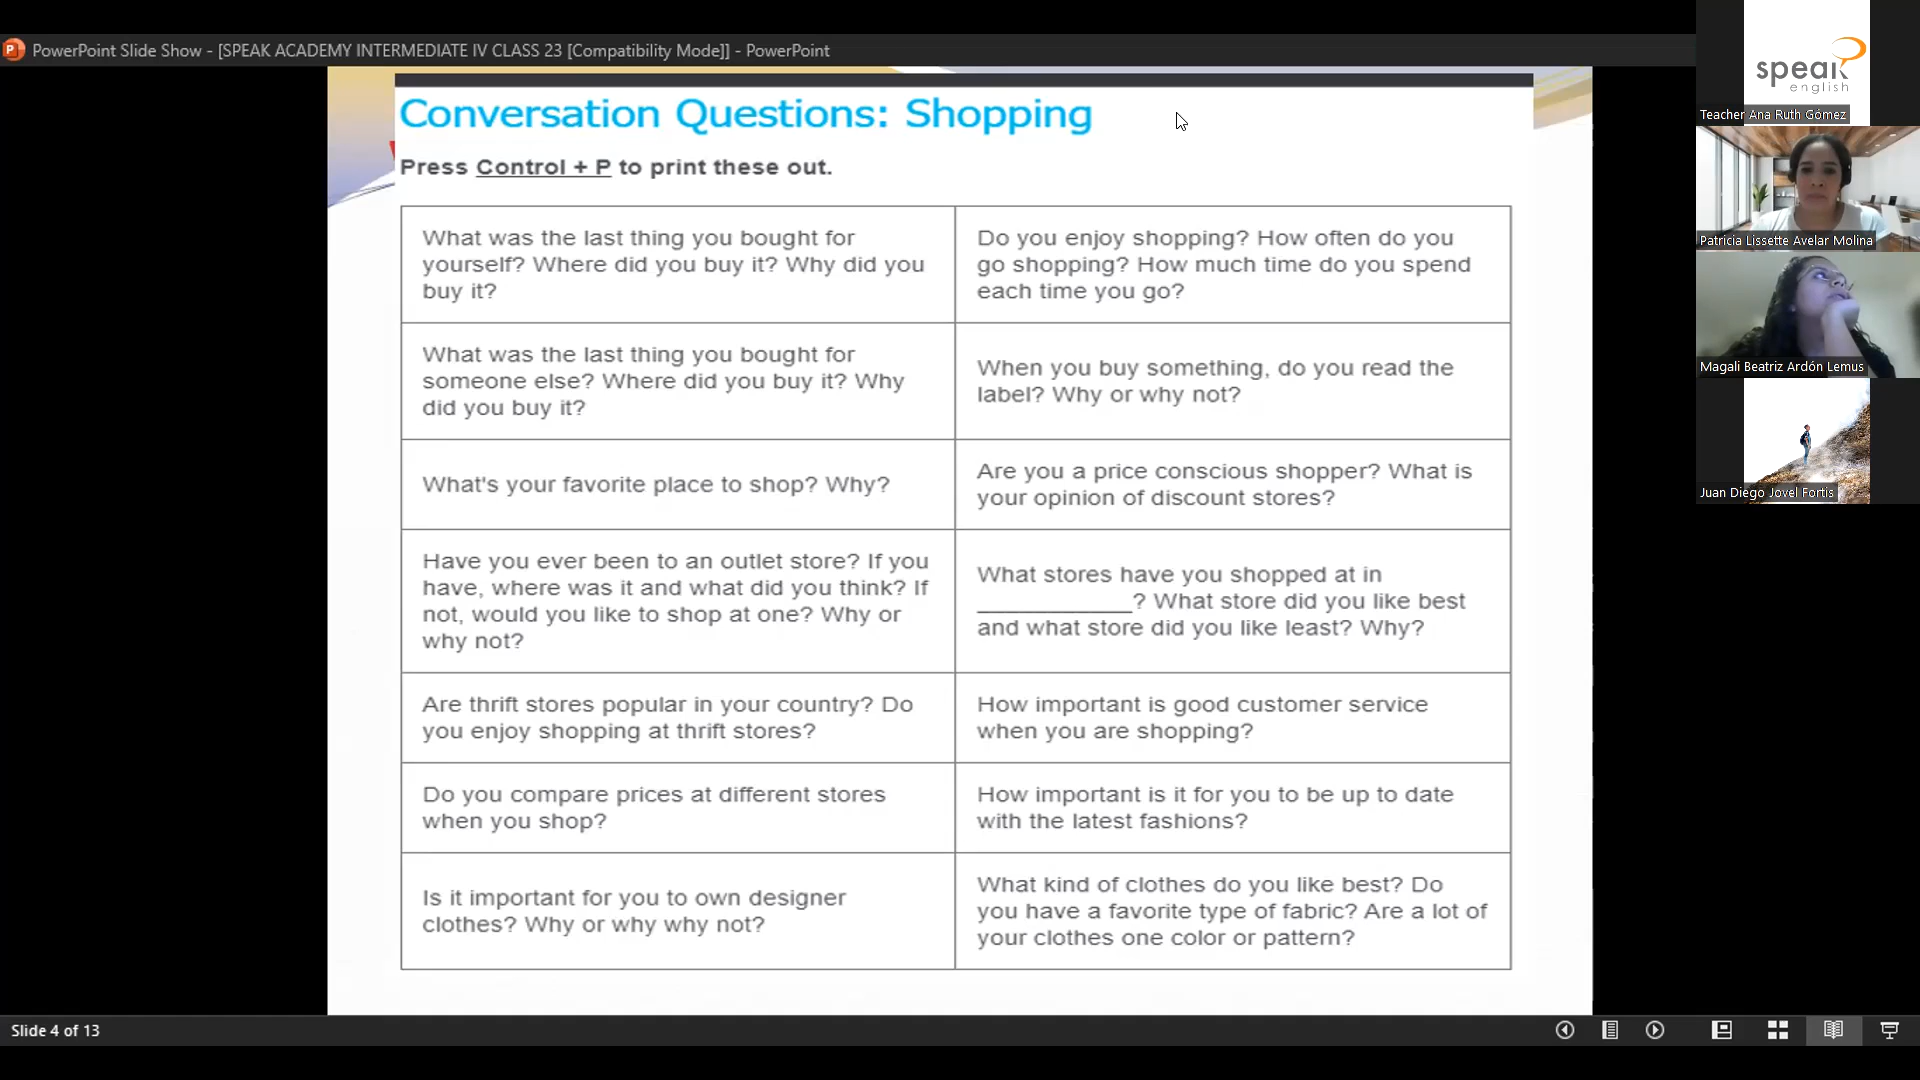 PowerPoint Slide Show - [SPEAK ACADEMY INTERMEDIATE IV CLASS 23 [Compatibility Mode]] - PowerPoint
Conversation Questions: Shopping
Press Control + P to print these out.
What was the last thing you bought for
yourself? Where did you buy it? Why did you
buy it?
Do you enjoy shopping? How often do you
go shopping? How much time do you spend
each time you go?
What was the last thing you bought for
someone else? Where did you buy it? Why
did you buy it?
When you buy something, do you read the
label? Why or why not?
What's your favorite place to shop? Why?
Are you a price conscious shopper? What is
your opinion of discount stores?
Have you ever been to an outlet store? If you
have, where was it and what did you think? If
not, would you like to shop at one? Why or
why not?
What stores have you shopped at in
_____________? What store did you like best
and what store did you like least? Why?
Are thrift stores popular in your country? Do
you enjoy shopping at thrift stores?
How important is good customer service
when you are shopping?
Do you compare prices at different stores
when you shop?
How important is it for you to be up to date
with the latest fashions?
Is it important for you to own designer
clothes? Why or why why not?
What kind of clothes do you like best? Do
you have a favorite type of fabric? Are a lot of
your clothes one color or pattern?
Slide 4 of 13
speak
english
Teacher Ana Ruth Gómez
Patricia Lissette Avelar Molina
Magali Beatriz Ardón Lemus
Juan Diego Jovel Fortis